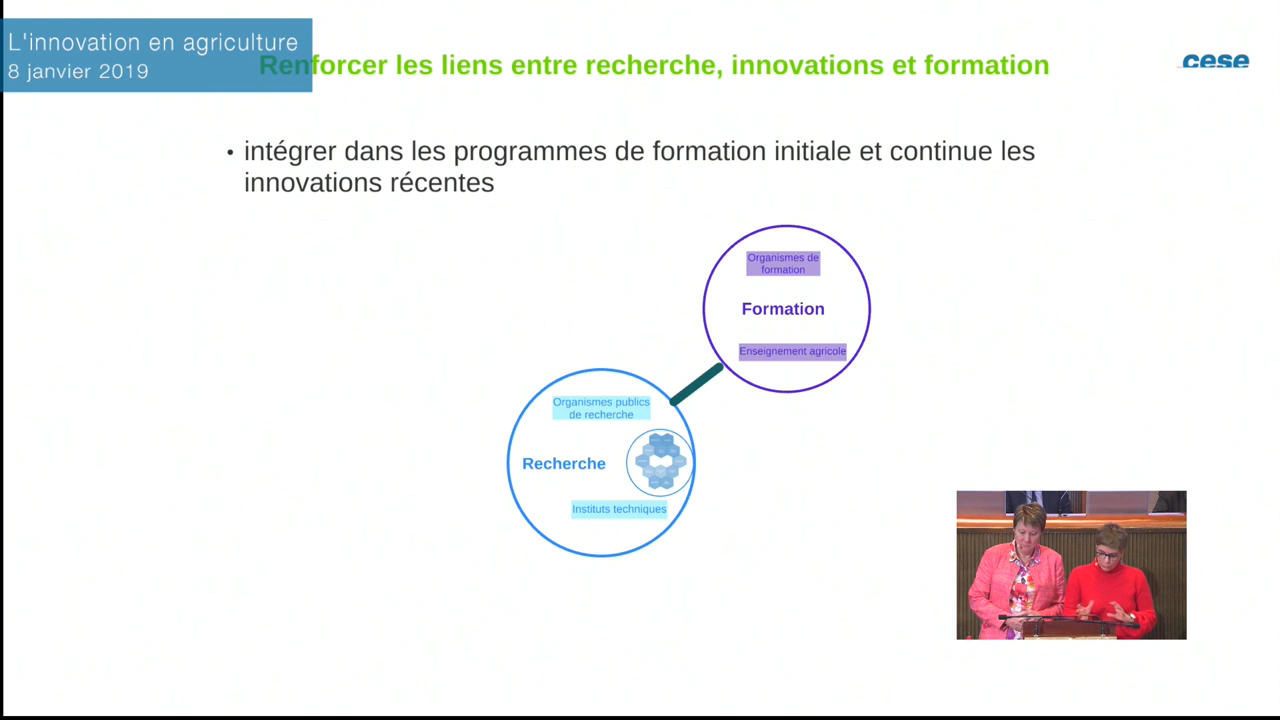 L'innovation en agriculture
8 janvier 2019
Renforcer les liens entre recherche, innovations et formation
cese
• intégrer dans les programmes de formation initiale et continue les
innovations récentes
Organismes de
formation
Formation
Enseignement agricole
Organismes publics
de recherche
Recherche
Instituts techniques